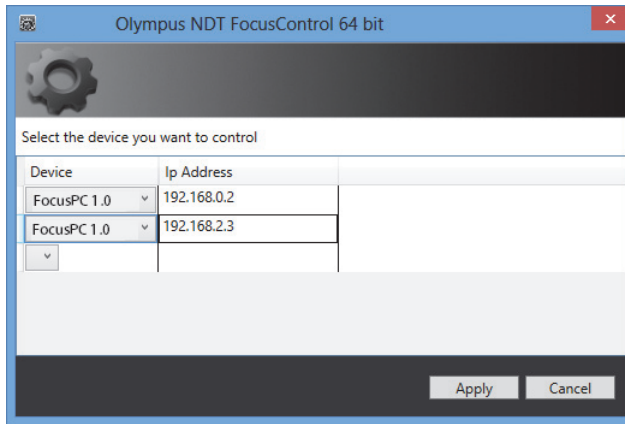 Olympus NDT FocusControl 64 bit
Select the device you want to control
Device Ip Address
FocusPC 1.0 192.168.0.2
FocusPC 1.0 192.168.2.3
Apply Cancel